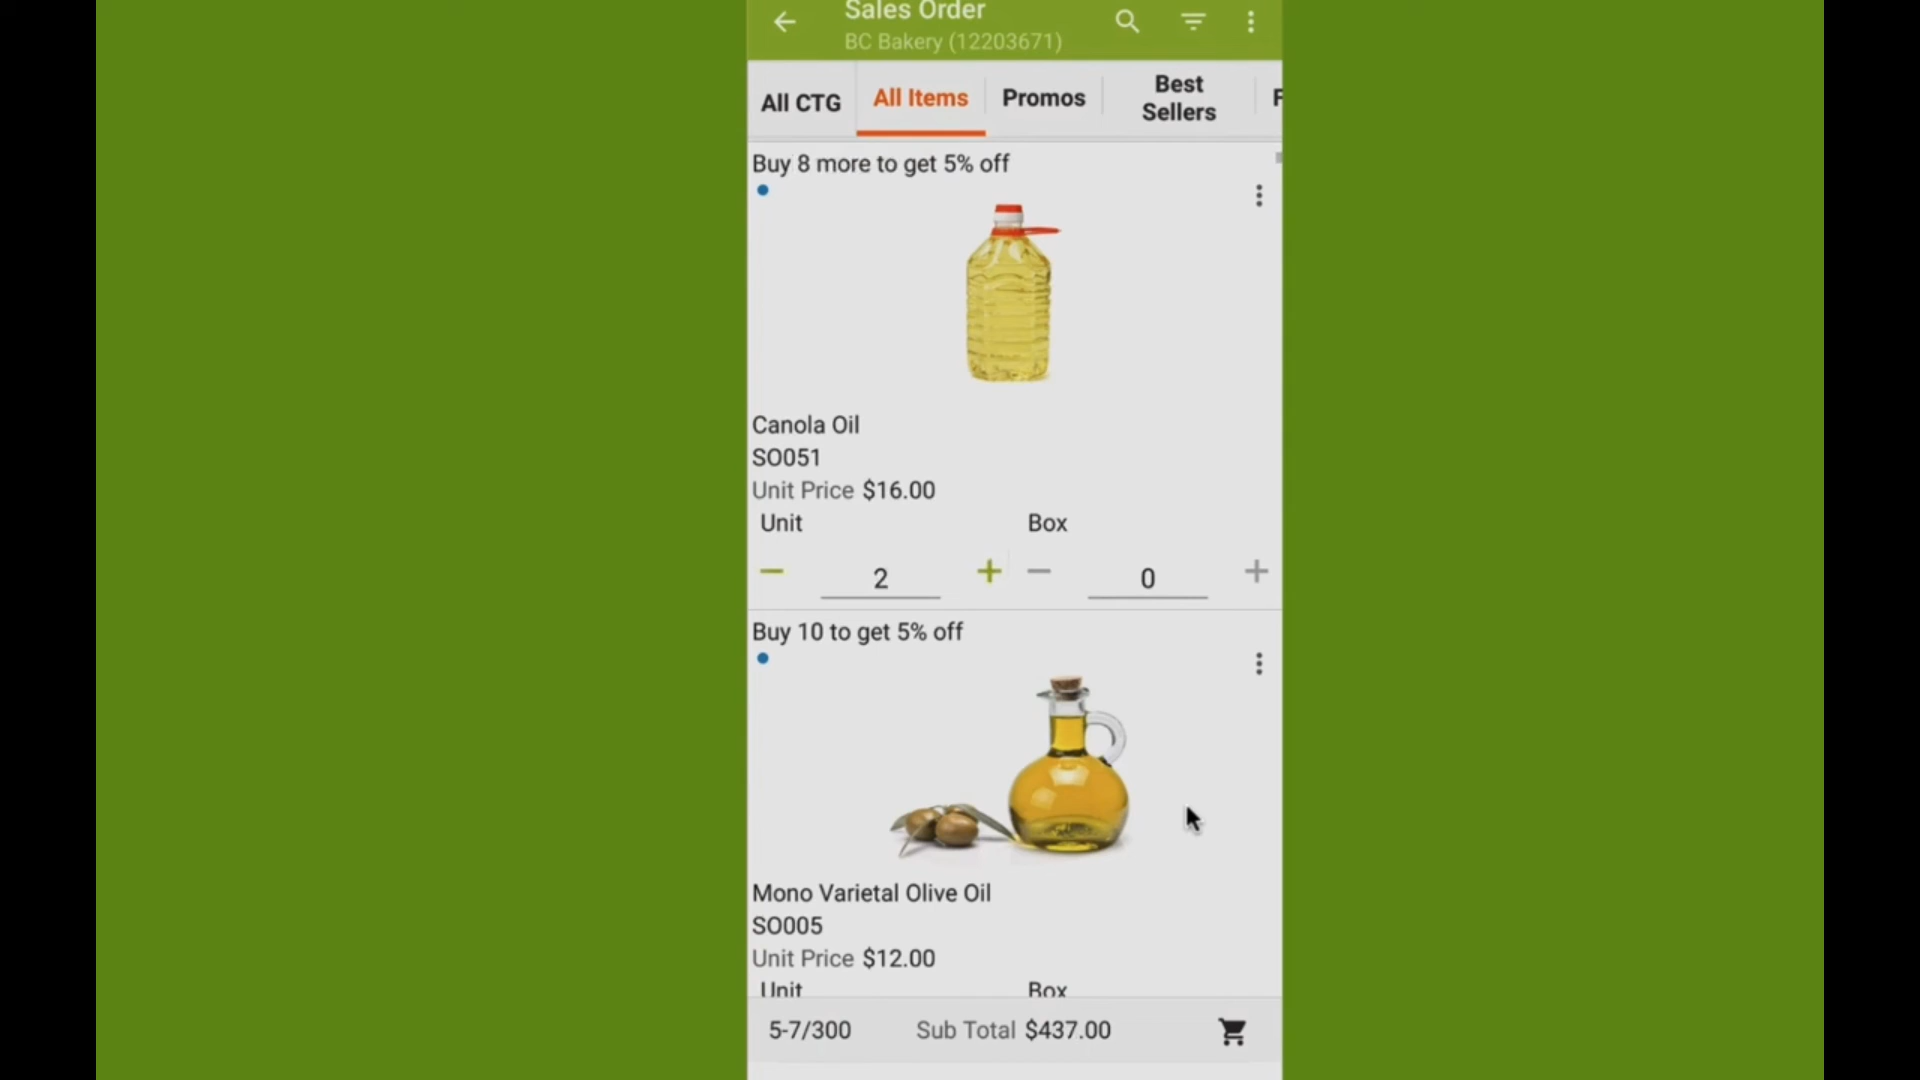 Sales Order
BC Bakery (12203671)
All CTG
All Items
Promos
Best
Sellers
F
Buy 8 more to get 5% off
Canola Oil
SO051
Unit Price $16.00
Unit
Box
2
0
Buy 10 to get 5% off
Mono Varietal Olive Oil
SO005
Unit Price $12.00
Unit
Box
5-7/300
Sub Total $437.00